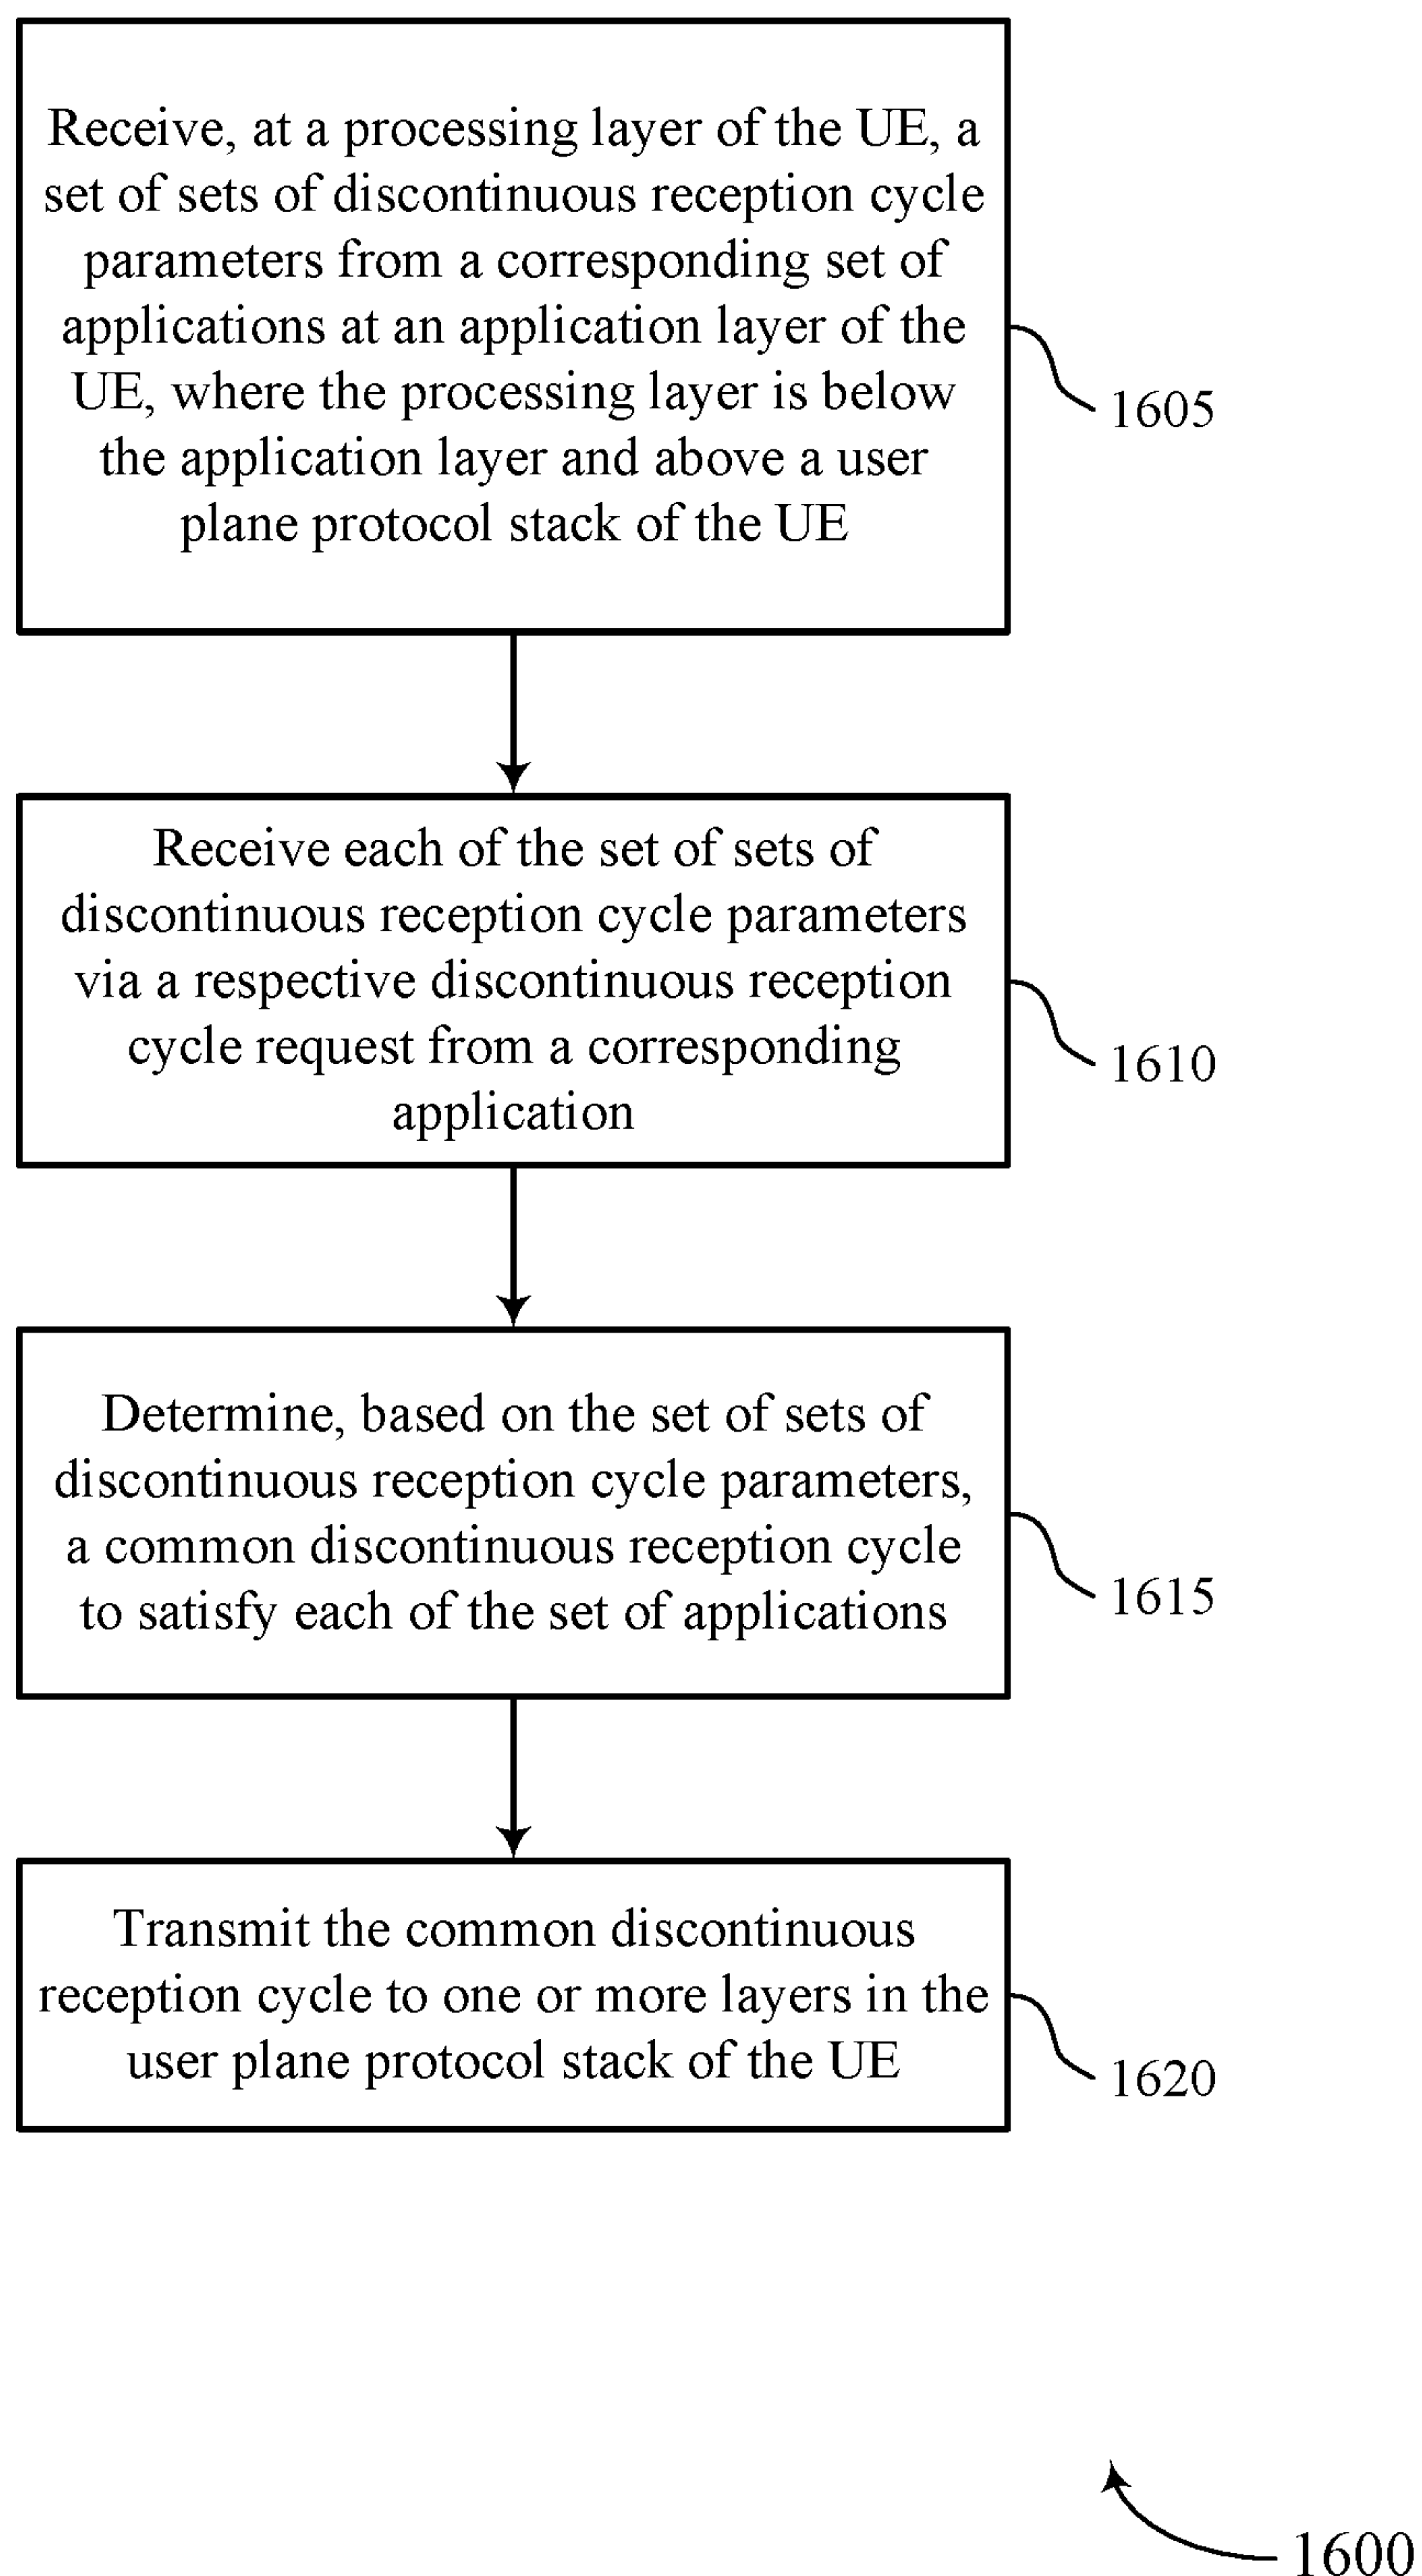 Receive, at a processing layer of the UE, a
set of sets of discontinuous reception cycle
parameters from a corresponding set of
applications at an application layer of the
UE, where the processing layer is below
the application layer and above a user
plane protocol stack of the UE
1605
Receive each of the set of sets of
discontinuous reception cycle parameters
via a respective discontinuous reception
cycle request from a corresponding
application
1610
Determine, based on the set of sets of
discontinuous reception cycle parameters,
a common discontinuous reception cycle
to satisfy each of the set of applications
1615
Transmit the common discontinuous
reception cycle to one or more layers in the
user plane protocol stack of the UE
1620
1600